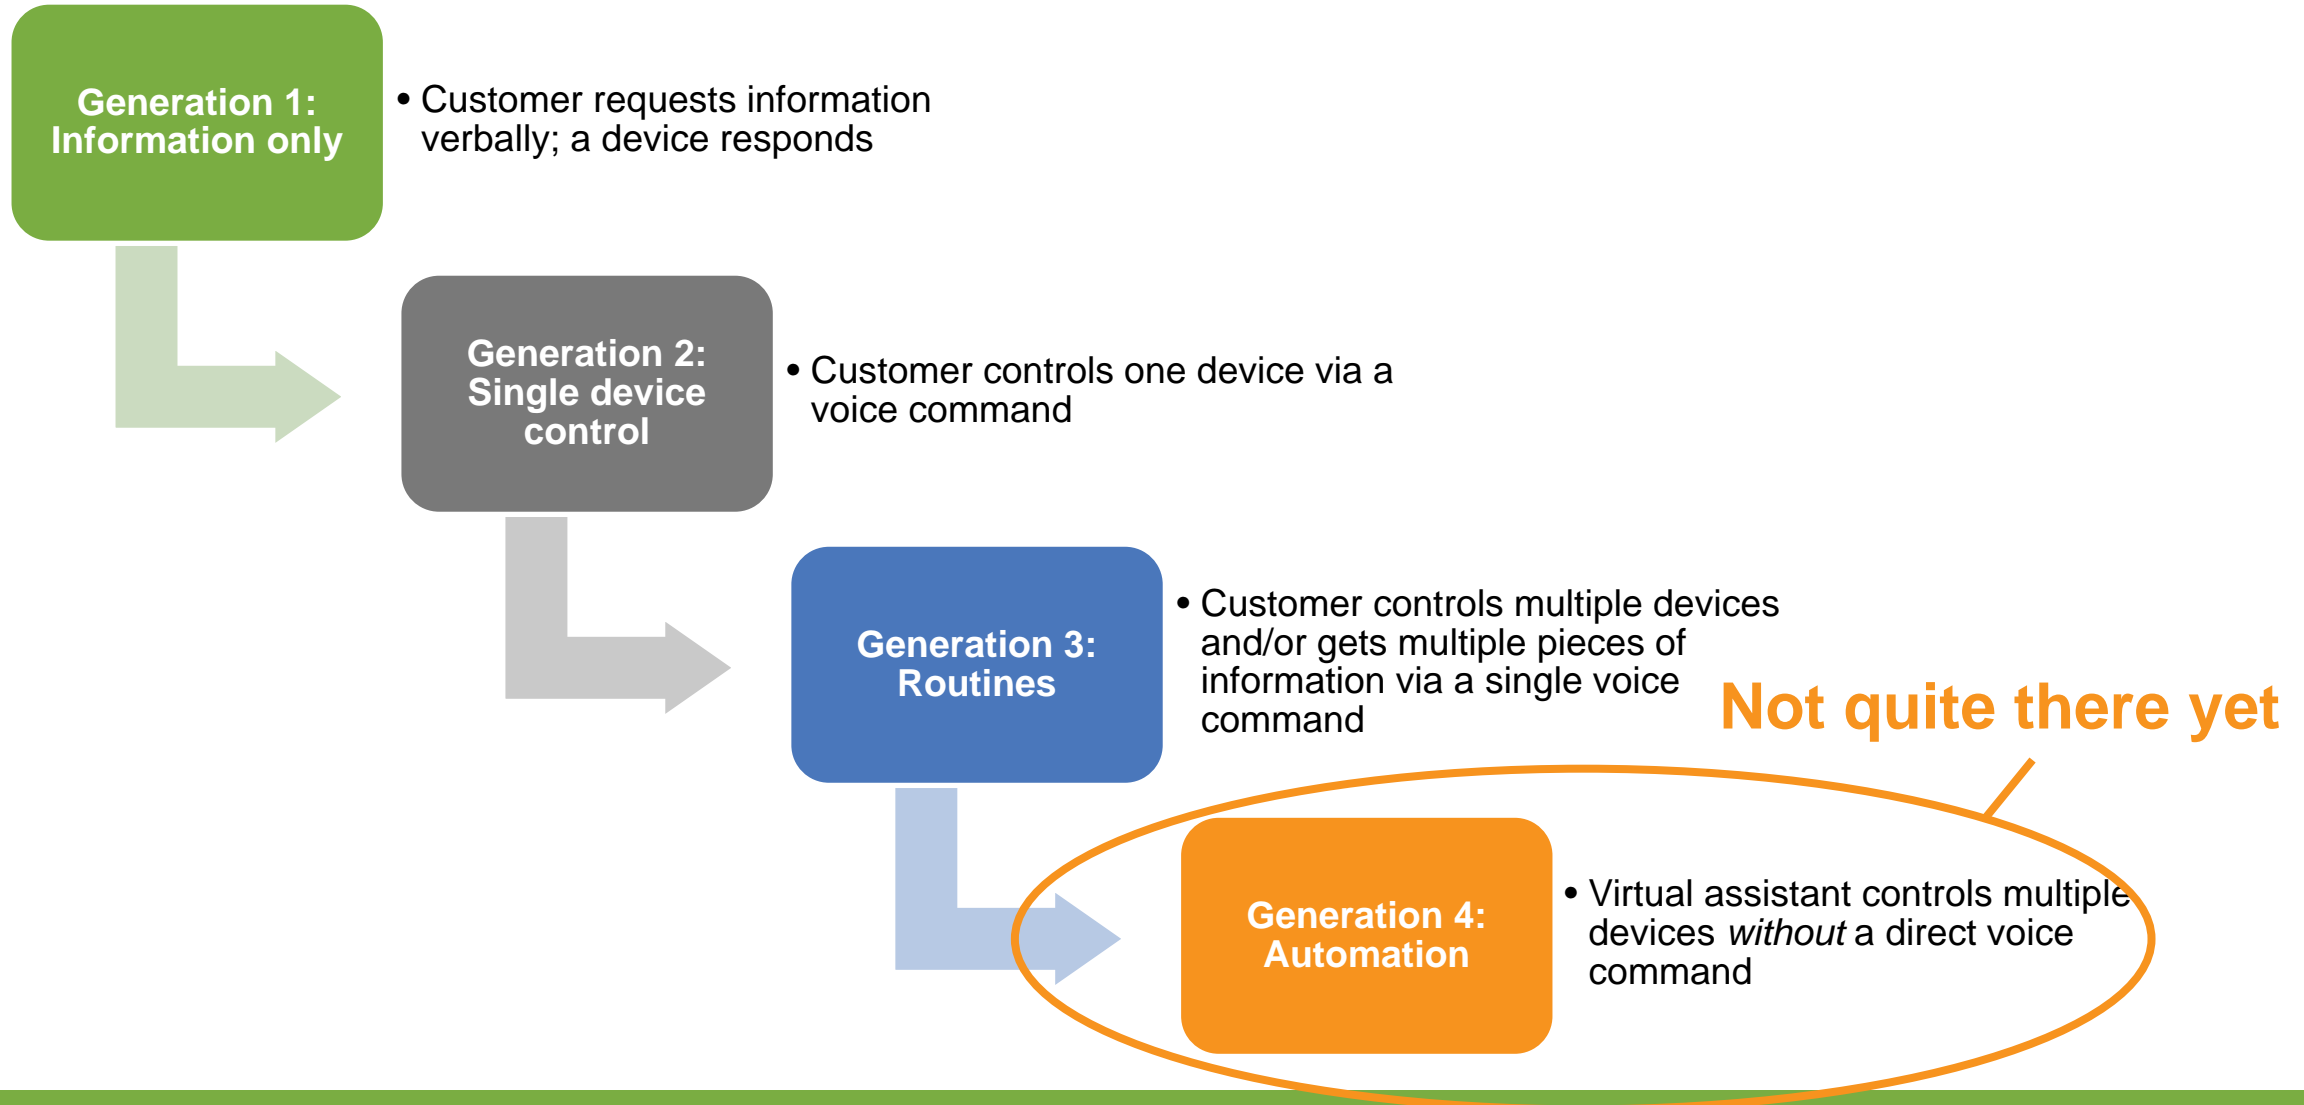 Generation 1:
Information only
• Customer requests information
verbally; a device responds
Generation 2:
Single device
control
• Customer controls one device via a
voice command
Generation 3:
Routines
• Customer controls multiple devices
and/or gets multiple pieces of
information via a single voice
command
Not quite there yet
Generation 4:
Automation
• Virtual assistant controls multiple
devices without a direct voice
command